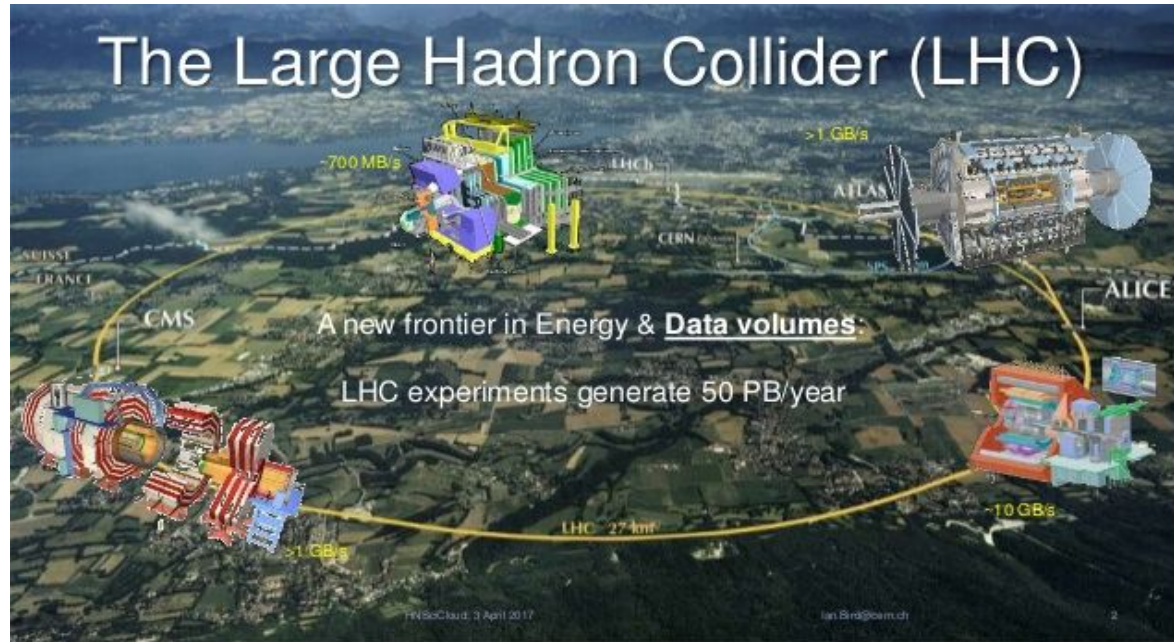 The Large Hadron Collider (LHC)
>1 GB/s
~700 MB/s
LHCb
ATLAS
CERN
SUISSE
FRANCE
ALICE
CMS
A new frontier in Energy & Data volumes:
LHC experiments generate 50 PB/year
~10 GB/s
LHC 27 km
>1 GB/s
HNSciCloud, 3 April 2017
Ian.Bird@cern.ch
2